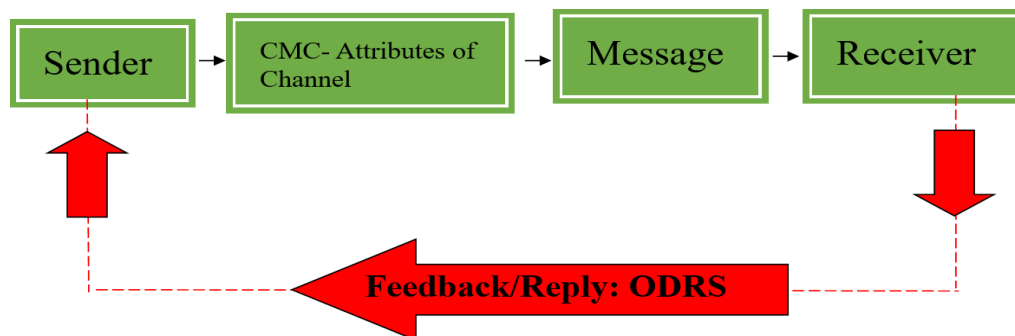 Sender
CMC- Attributes of
Channel
Message
Receiver
Feedback/Reply: ODRS